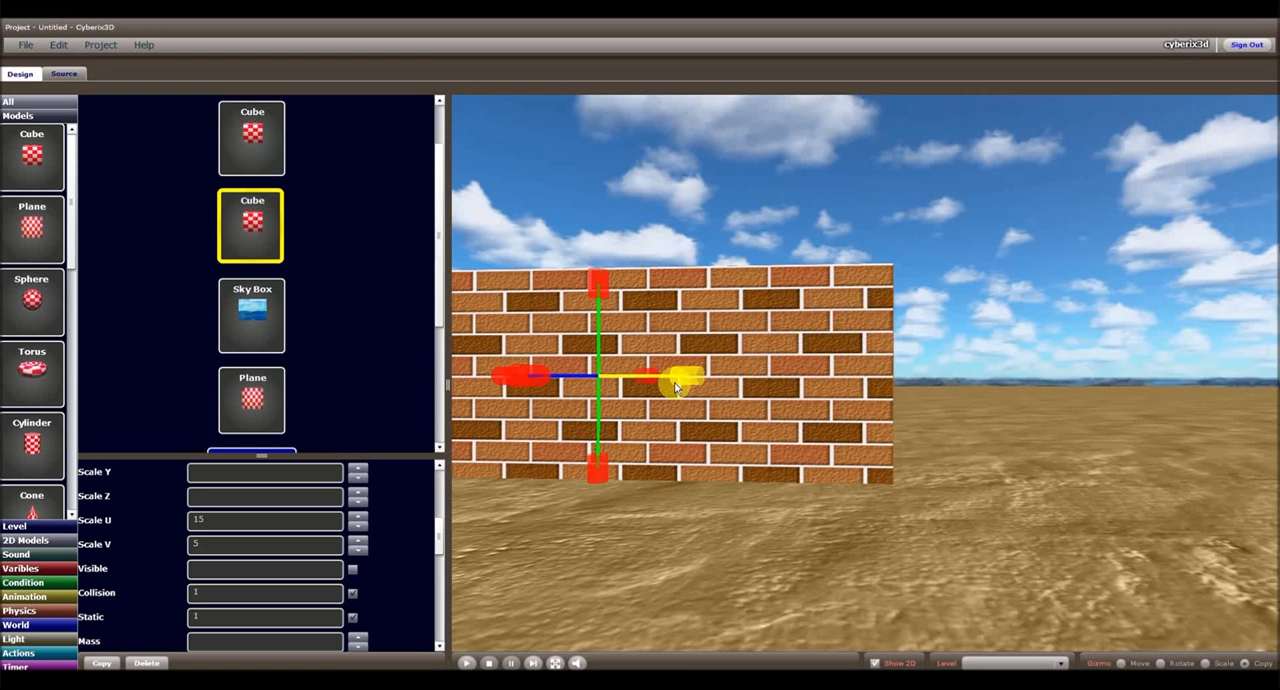 Project - Untitled - Cyberix3D
File Edit Project Help
cyberix3d Sign Out
Design Source
All
Models
Cube
Plane
Sphere
Torus
Cylinder
Cone
Level
2D Models
Sound
Varibles
Condition
Animation
Physics
World
Light
Actions
Timer
Cube
Cube
Sky Box
Plane
Scale Y
Scale Z
Scale U 15
Scale V 5
Visible
Collision 1
Static 1
Mass
Copy Delete
Show 2D Level Gizmo Move Rotate Scale Copy